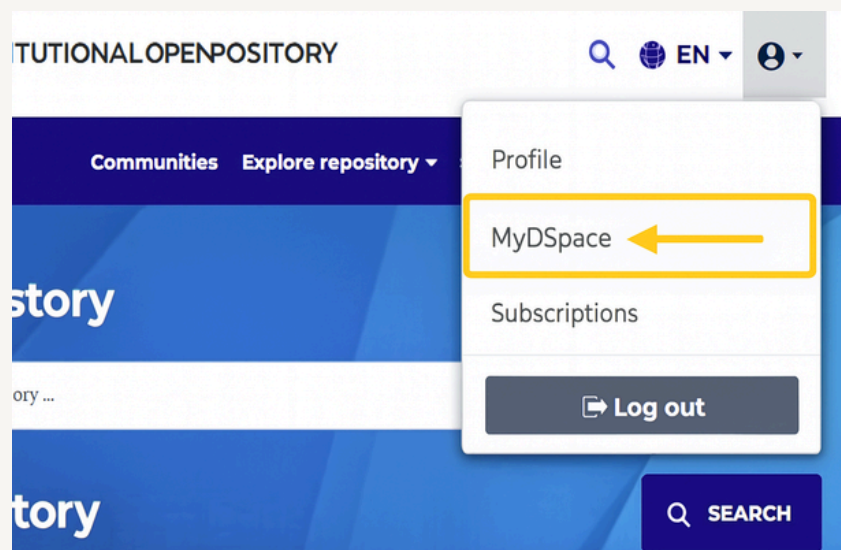 TUTIONALOPENPOSITORY
EN
Communities Explore repository
Profile
MyDSpace
story
Subscriptions
ory ...
Log out
tory
SEARCH